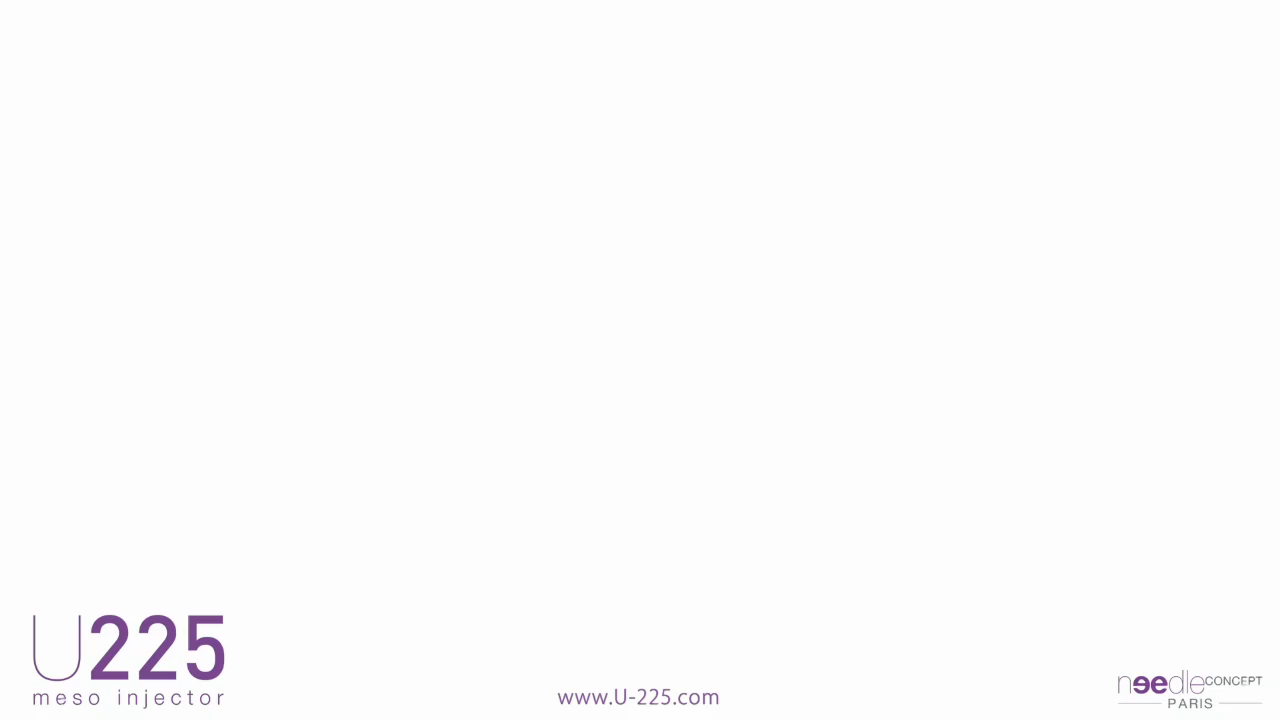 U225
meso injector
www.U-225.com
needle CONCEPT
PARIS